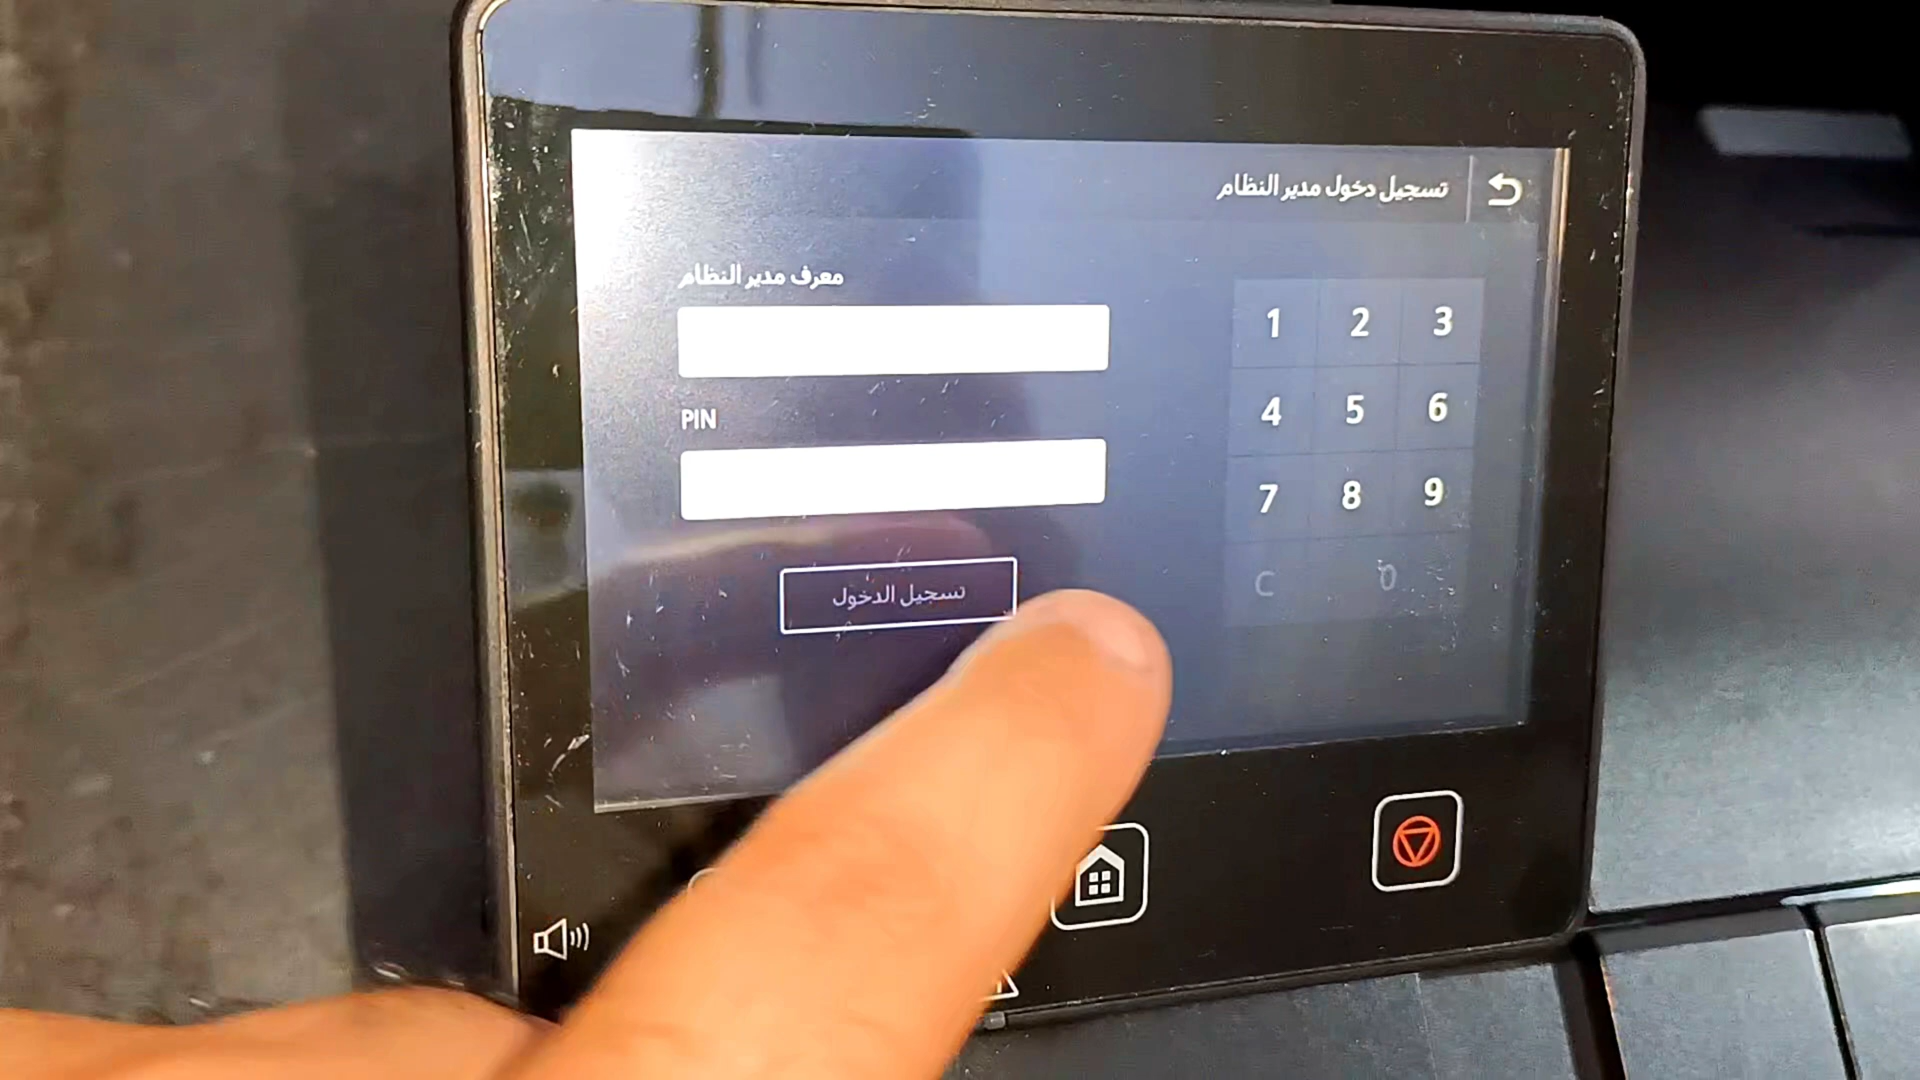 تسجيل دخول مدير النظام
معرف مدير النظام
PIN
تسجيل الدخول
1 2 3
4 5 6
7 8 9
C 0